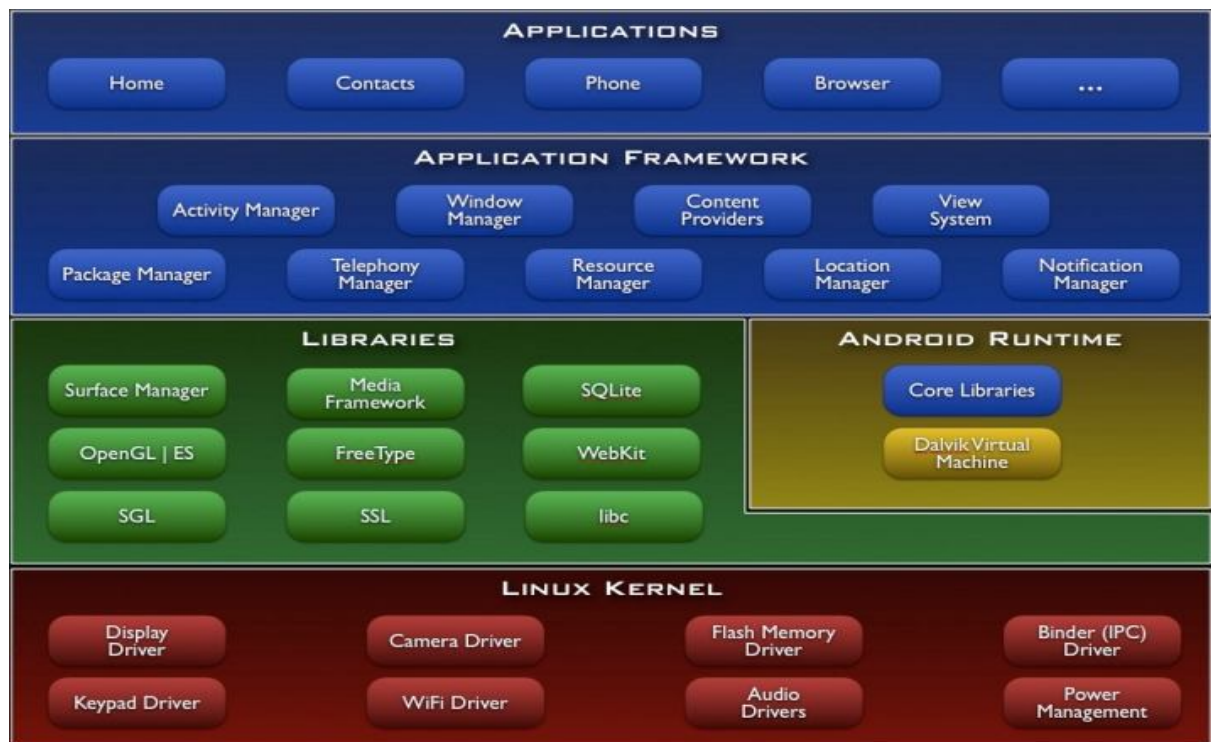 APPLICATIONS
Home
Contacts
Phone
Browser
...
APPLICATION FRAMEWORK
Activity Manager
Window
Manager
Content
Providers
View
System
Package Manager
Telephony
Manager
Resource
Manager
Location
Manager
Notification
Manager
LIBRARIES
Surface Manager
Media
Framework
SQLite
OpenGL | ES
FreeType
WebKit
SGL
SSL
libc
ANDROID RUNTIME
Core Libraries
Dalvik Virtual
Machine
LINUX KERNEL
Display
Driver
Camera Driver
Flash Memory
Driver
Binder (IPC)
Driver
Keypad Driver
WiFi Driver
Audio
Drivers
Power
Management